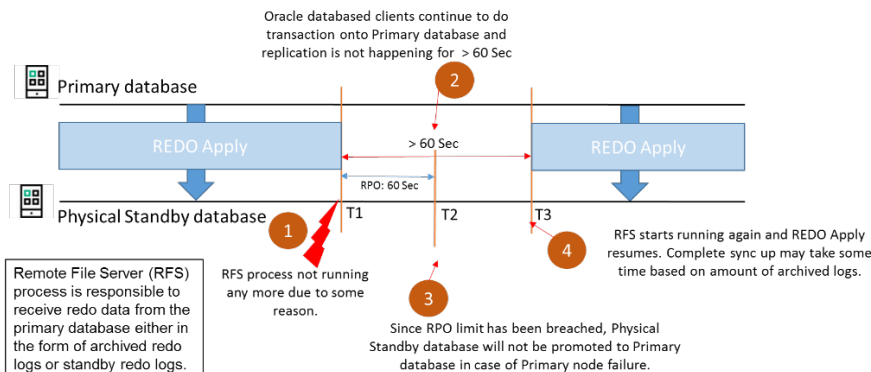 Oracle databased clients continue to do
transaction onto Primary database and
replication is not happening for > 60 Sec
2
Primary database
REDO Apply
> 60 Sec
REDO Apply
RPO: 60 Sec
Physical Standby database
T1
T2
T3
1
RFS process not running
any more due to some
reason.
3
Since RPO limit has been breached, Physical
Standby database will not be promoted to Primary
database in case of Primary node failure.
4
RFS starts running again and REDO Apply
resumes. Complete sync up may take some
time based on amount of archived logs.
Remote File Server (RFS)
process is responsible to
receive redo data from the
primary database either in
the form of archived redo
logs or standby redo logs.